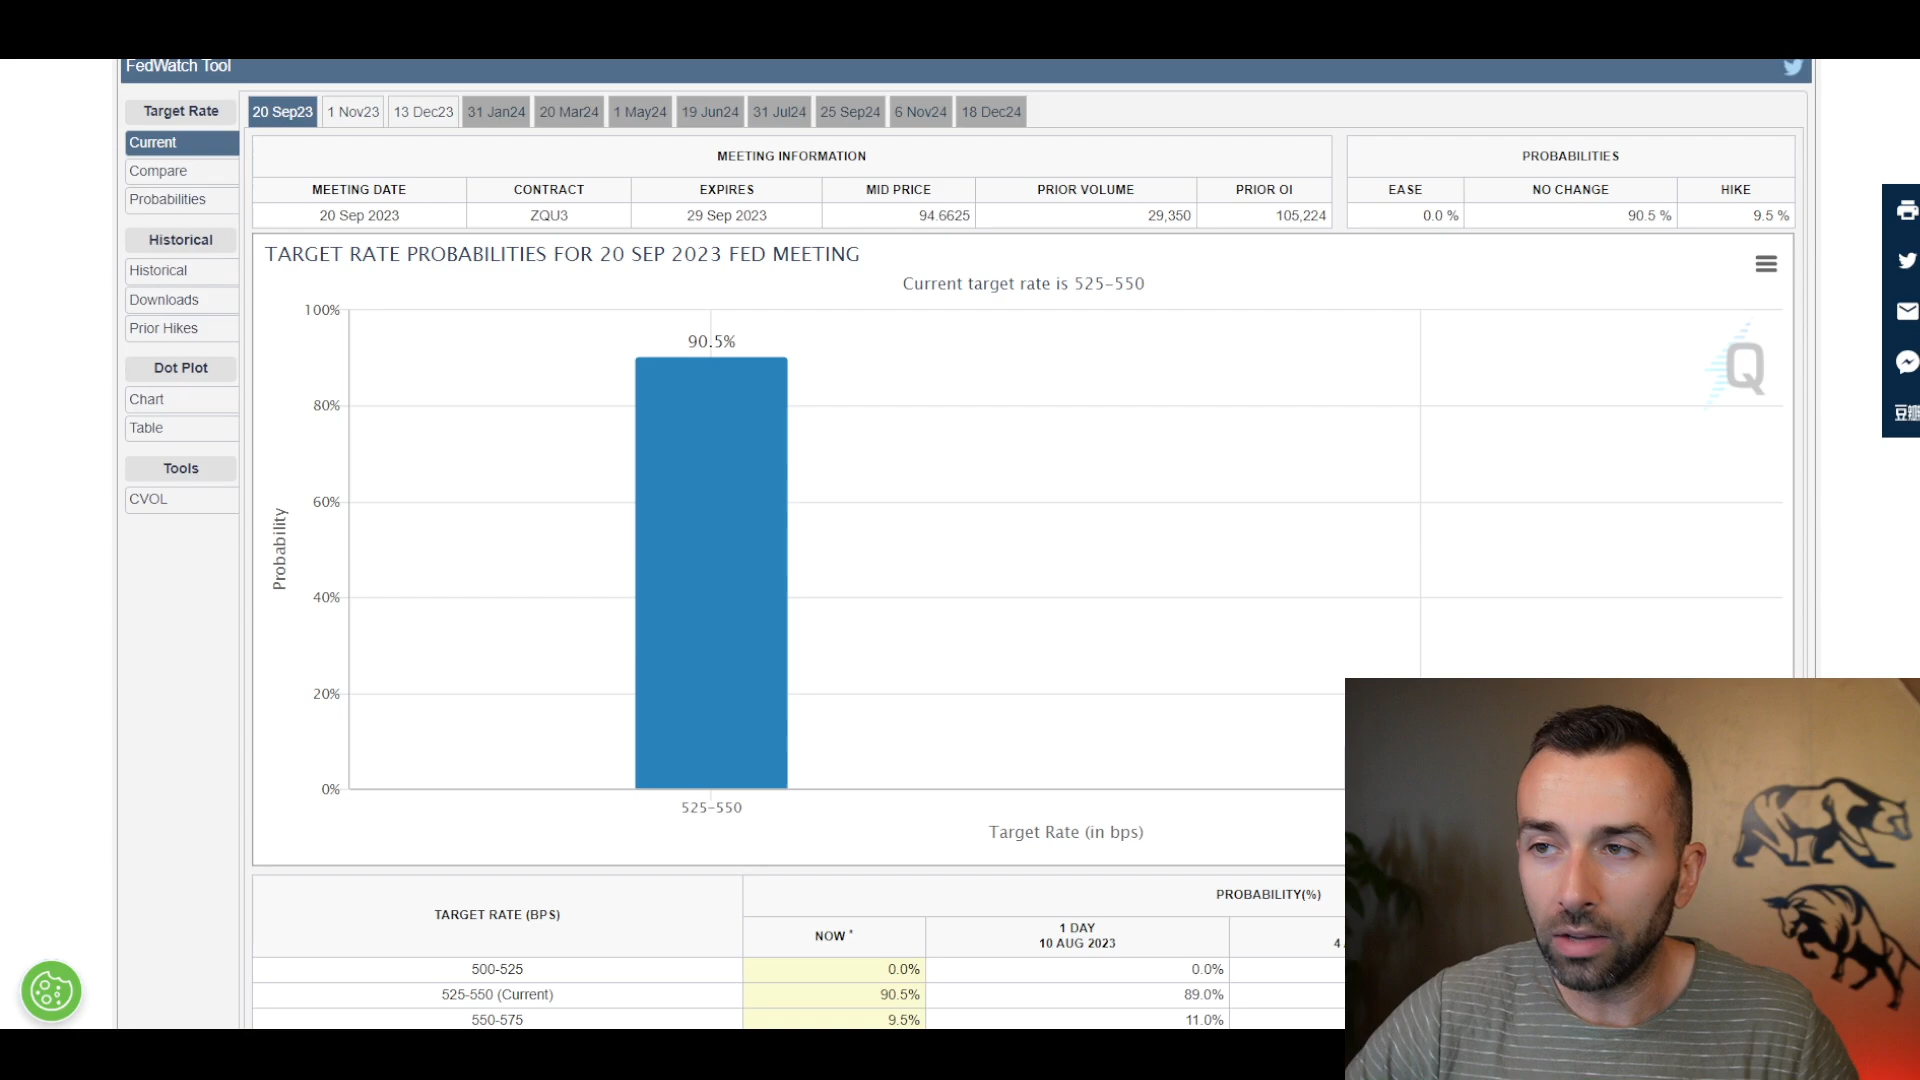 FedWatch Tool
Target Rate
Current
Compare
Probabilities
Historical
Historical
Downloads
Prior Hikes
Dot Plot
Chart
Table
Tools
CVOL
20 Sep23 1 Nov23 13 Dec23 31 Jan24 20 Mar24 1 May24 19 Jun24 31 Jul24 25 Sep24 6 Nov24 18 Dec24
MEETING INFORMATION
MEETING DATE CONTRACT EXPIRES MID PRICE PRIOR VOLUME PRIOR OI
20 Sep 2023 ZQU3 29 Sep 2023 94.6625 29,350 105,224
PROBABILITIES
EASE NO CHANGE HIKE
0.0 % 90.5 % 9.5 %
TARGET RATE PROBABILITIES FOR 20 SEP 2023 FED MEETING
Current target rate is 525-550
100%
80%
60%
40%
20%
0%
Probability
90.5%
525-550
Target Rate (in bps)
Q
TARGET RATE (BPS) PROBABILITY(%)
NOW * 1 DAY
10 AUG 2023
4
500-525 0.0% 0.0%
525-550 (Current) 90.5% 89.0%
550-575 9.5% 11.0%
豆瓣